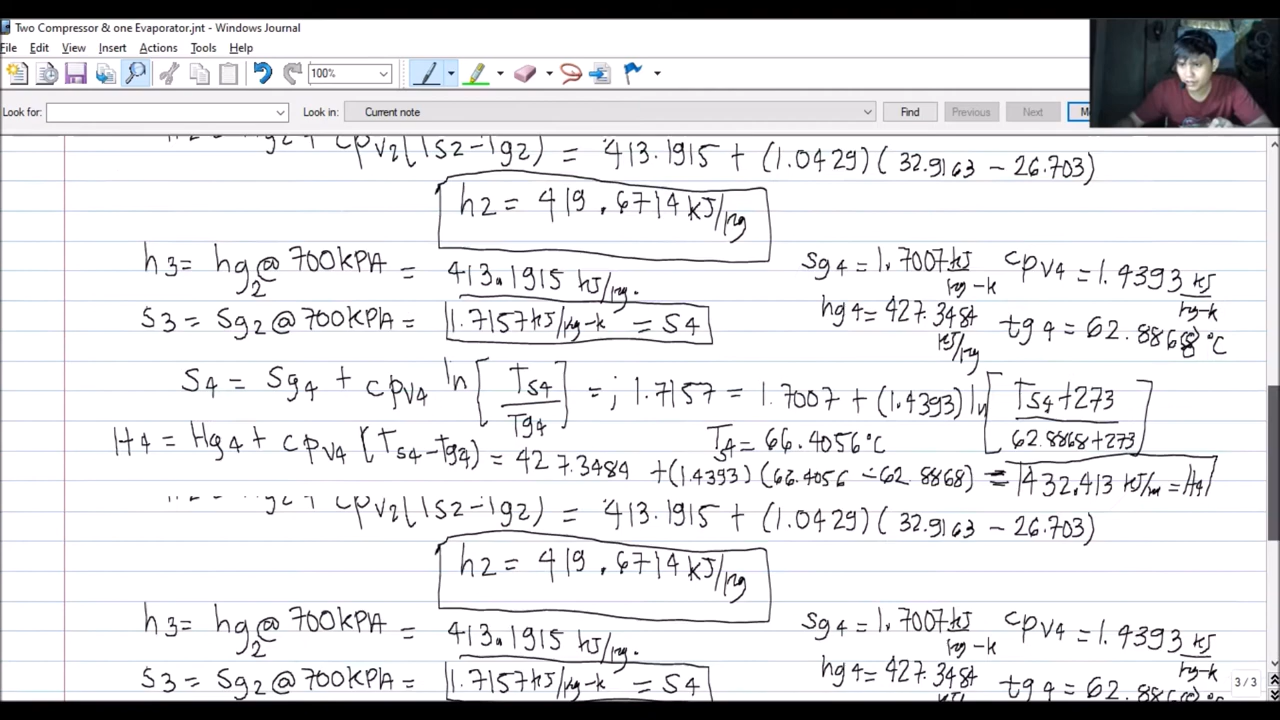 Two Compressor & one Evaporator.jnt - Windows Journal
File Edit View Insert Actions Tools Help
100%
Look for: Look in: Current note Find Previous Next
cpv2(Ts2-Tg2) = 413.1915 + (1.0429)(32.9163 - 26.703)
h2 = 419.6714 kJ/kg
h3 = hg2 @ 700kPA = 413.1915 kJ/kg.
sg4 = 1.7007 kJ/kg-k cpv4 = 1.4393 kJ/kg-k
s3 = sg2 @ 700kPA = 1.7157 kJ/kg-k = s4
hg4 = 427.3484 kJ/kg tg4 = 62.8868 °C
s4 = sg4 + cpv4 ln [Ts4/Tg4] = ; 1.7157 = 1.7007 + (1.4393) ln [Ts4+273/62.8868+273]
Ts4 = 66.4056 °C
H4 = Hg4 + cpv4 [Ts4-Tg4) = 427.3484 + (1.4393)(66.4056 - 62.8868) = 432.413 = H4
cpv2(Ts2-Tg2) = 413.1915 + (1.0429)(32.9163 - 26.703)
h2 = 419.6714 kJ/kg
h3 = hg2 @ 700kPA = 413.1915 kJ/kg.
sg4 = 1.7007 kJ/kg-k cpv4 = 1.4393 kJ/kg-k
s3 = sg2 @ 700kPA = 1.7157 kJ/kg-k = s4
hg4 = 427.3484 tg4 = 62.8868 °C
3 / 3